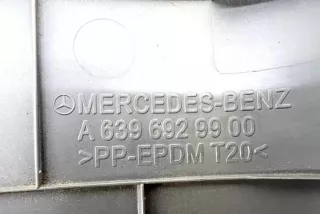 MERCEDES-BENZ
A 639 692 99 00
>PP-EPDM T20<